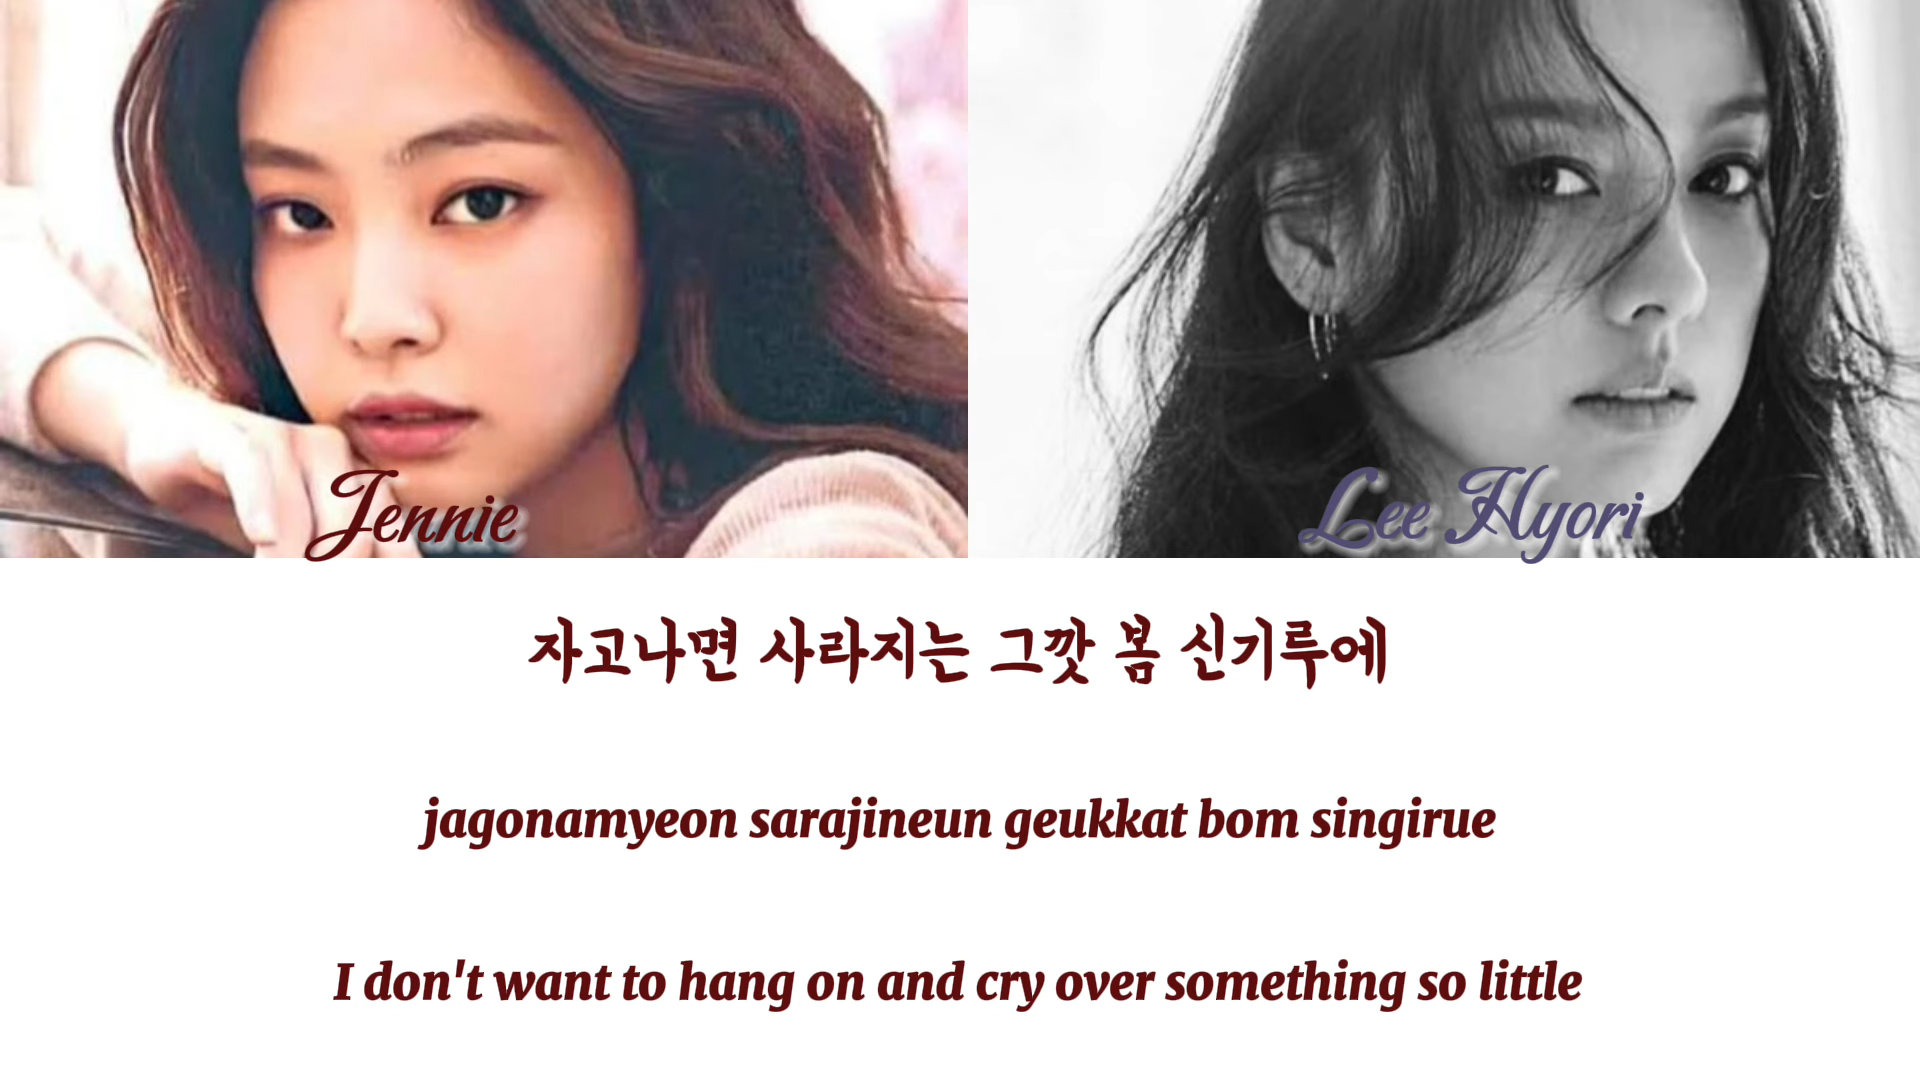 Jennie
Lee Hyori
자고나면 사라지는 그깟 봄 신기루에
jagonamyeon sarajineun geukkat bom singirue
I don't want to hang on and cry over something so little